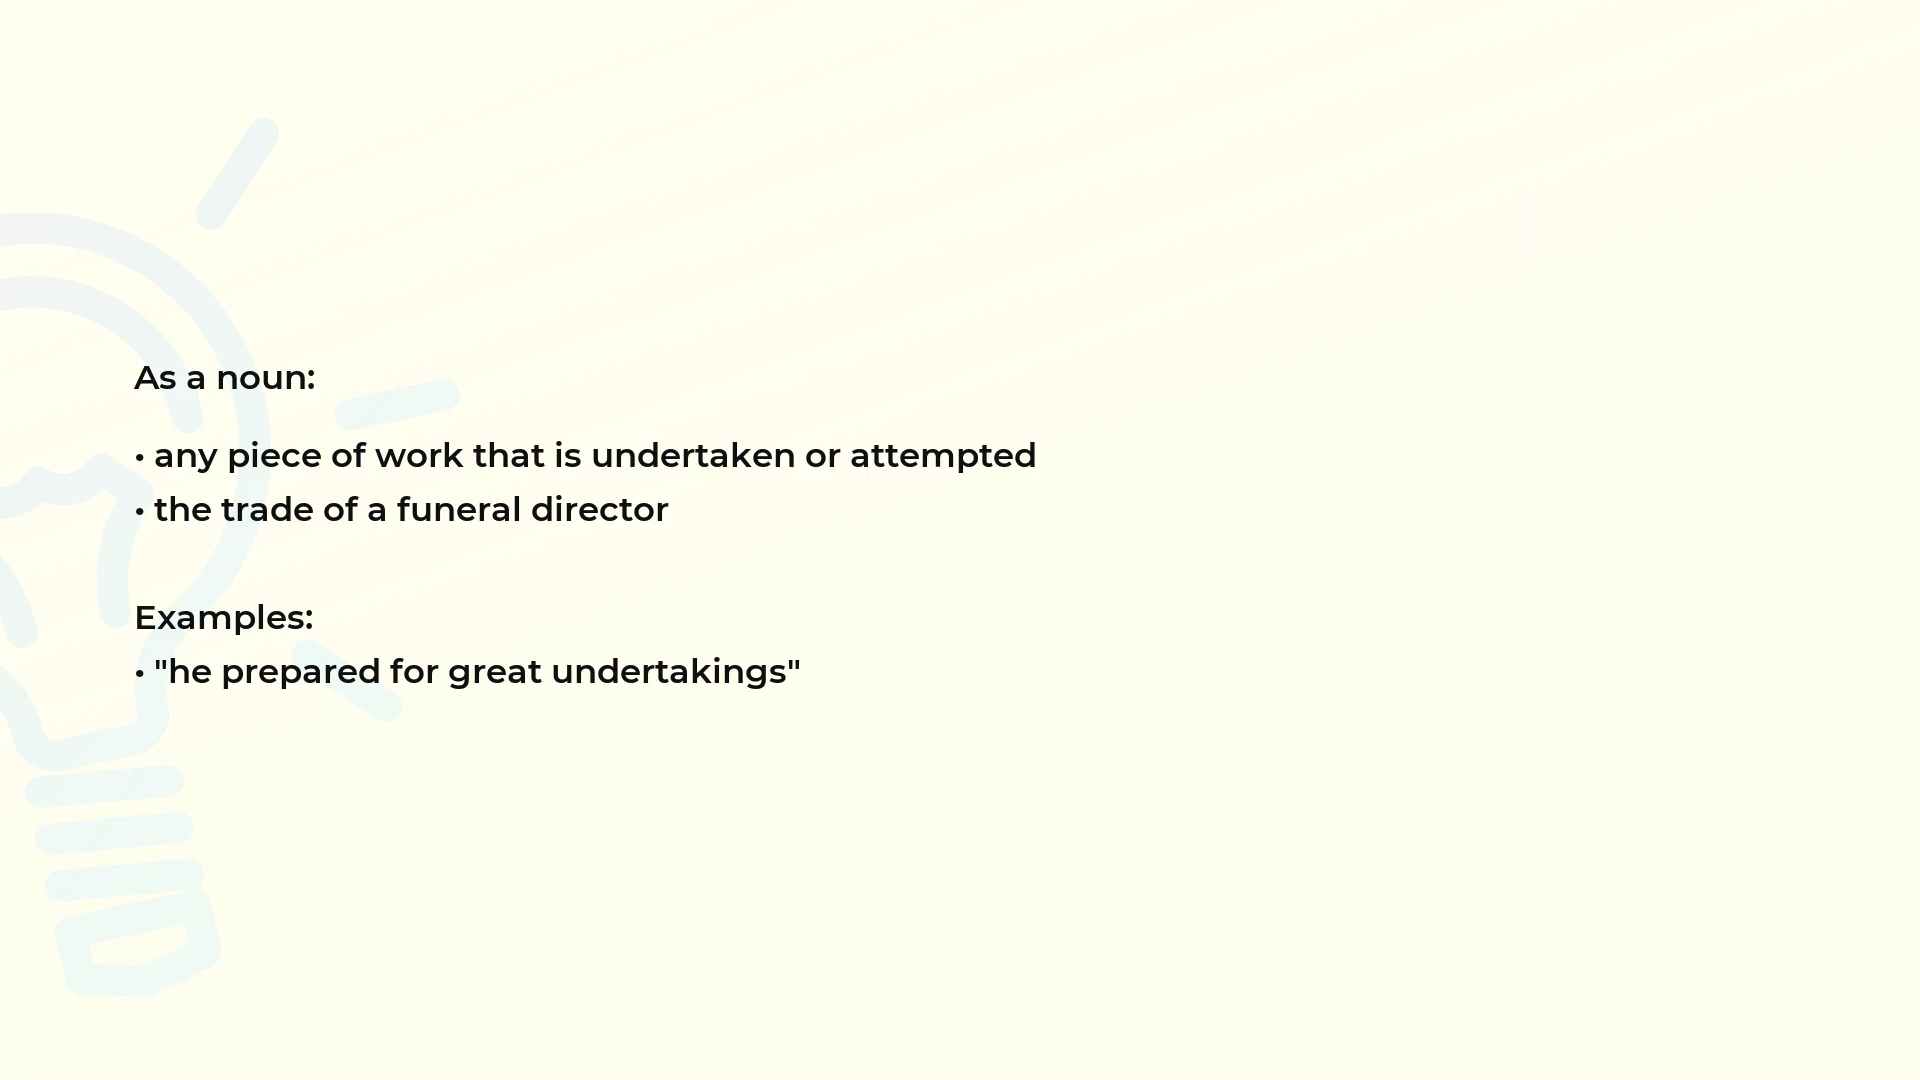 As a noun:
• any piece of work that is undertaken or attempted
• the trade of a funeral director
Examples:
• "he prepared for great undertakings"